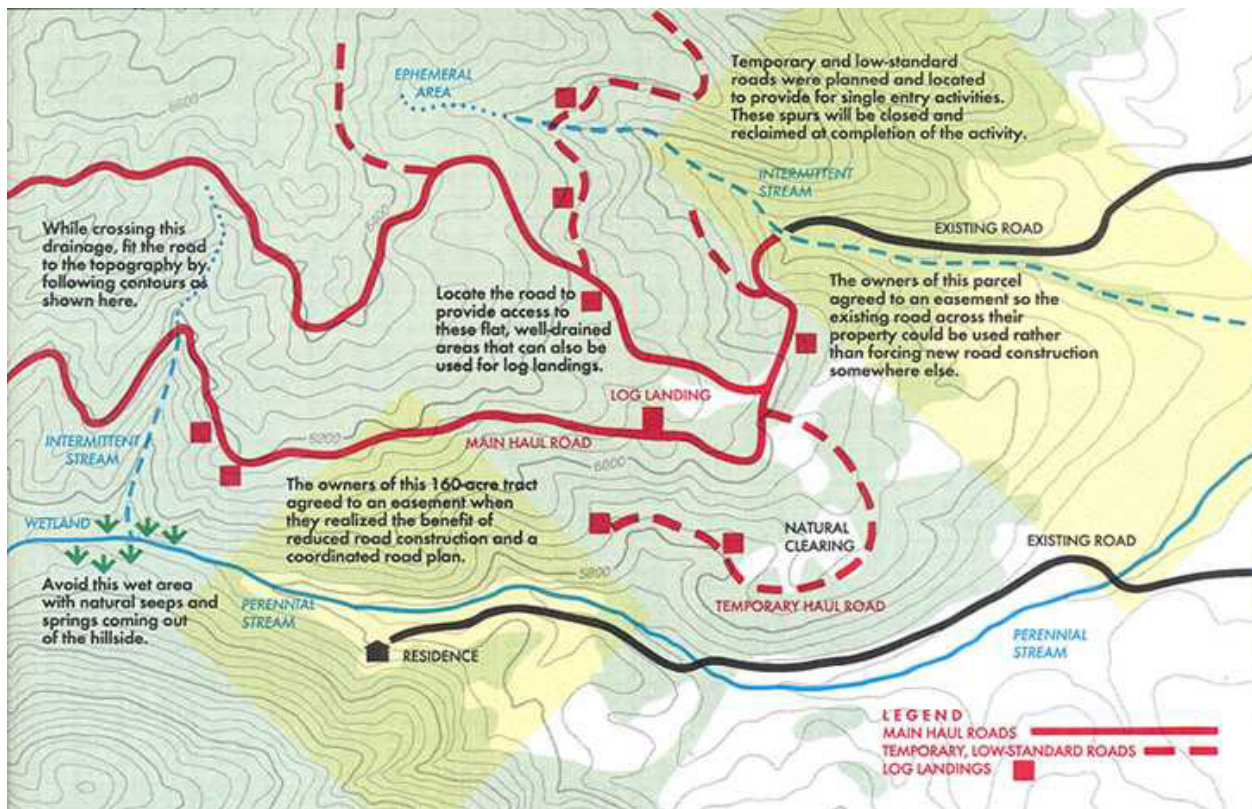 6600
EPHEMERAL
AREA
Temporary and low-standard
roads were planned and located
to provide for single entry activities.
These spurs will be closed and
reclaimed at completion of the activity.
INTERMITTENT
STREAM
EXISTING ROAD
While crossing this
drainage, fit the road
to the topography by
following contours as
shown here.
Locate the road to
provide access to
these flat, well-drained
areas that can also be
used for log landings.
The owners of this parcel
agreed to an easement so the
existing road across their
property could be used rather
than forcing new road construction
somewhere else.
LOG LANDING
6200
MAIN HAUL ROAD
6000
INTERMITTENT
STREAM
The owners of this 160-acre tract
agreed to an easement when
they realized the benefit of
reduced road construction and a
coordinated road plan.
WETLAND
NATURAL
CLEARING
EXISTING ROAD
5800
Avoid this wet area
with natural seeps and
springs coming out
of the hillside.
PERENNIAL
STREAM
TEMPORARY HAUL ROAD
RESIDENCE
PERENNIAL
STREAM
LEGEND
MAIN HAUL ROADS
TEMPORARY, LOW-STANDARD ROADS
LOG LANDINGS